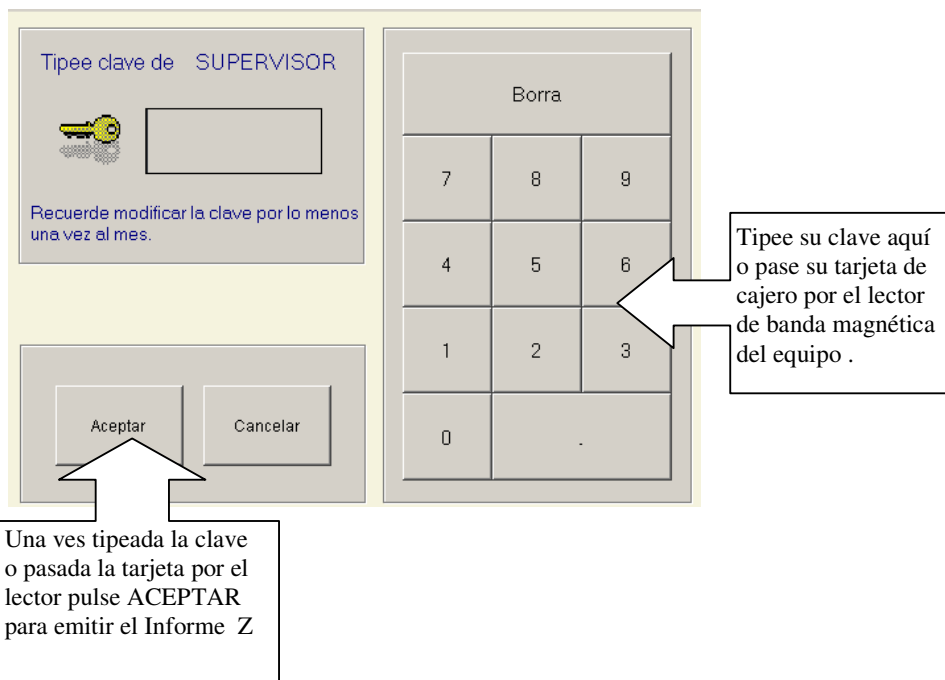 Tipee clave de SUPERVISOR
Recuerde modificar la clave por lo menos
una vez al mes.
Borra
7 8 9
4 5 6
1 2 3
0 .
Tipee su clave aquí
o pase su tarjeta de
cajero por el lector
de banda magnética
del equipo .
Aceptar
Cancelar
Una ves tipeada la clave
o pasada la tarjeta por el
lector pulse ACEPTAR
para emitir el Informe Z